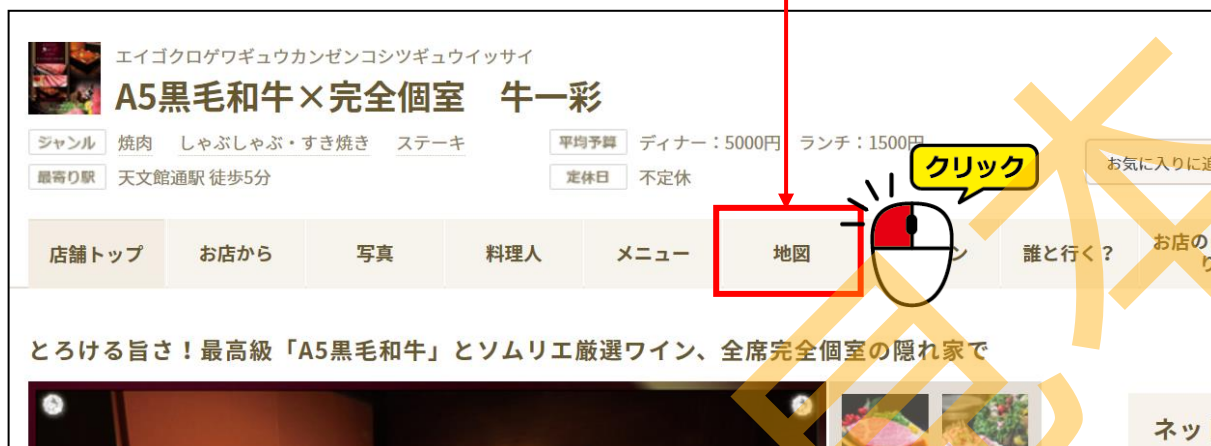 エイゴクロゲワギュウカンゼンコシツギュウイッサイ
A5黒毛和牛×完全個室 牛一彩
ジャンル 焼肉 しゃぶしゃぶ・すき焼き ステーキ 平均予算 ディナー:5000円 ランチ:1500円
クリック
お気に入りに追
最寄り駅 天文館通駅 徒歩5分 定休日 不定休
店舗トップ お店から 写真 料理人 メニュー 地図 ン 誰と行く? お店の
り
とろける旨さ!最高級「A5黒毛和牛」とソムリエ厳選ワイン、全席完全個室の隠れ家で
ネッ